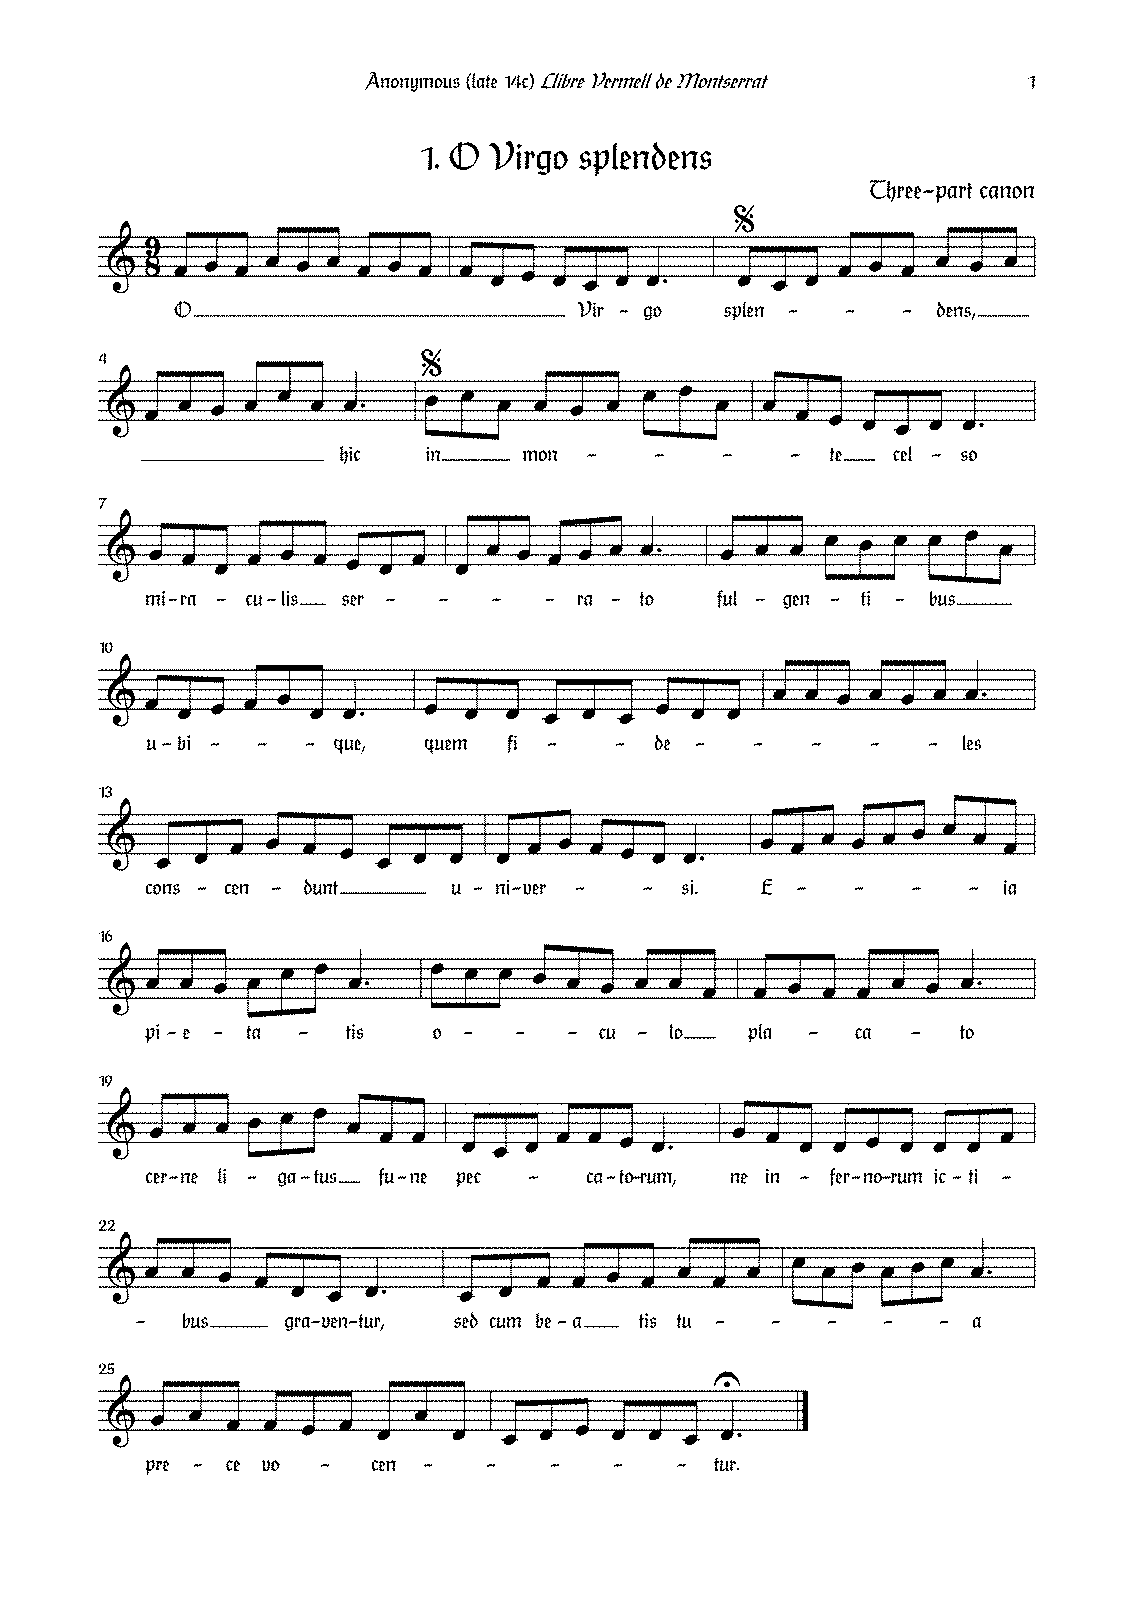 Anonymous (late 14c) Llibre Vermell de Montserrat 1
1. O Virgo splendens
Three-part canon
9
8
O Vir - go splen - - - dens,
4
hic in mon - - - - te cel - so
7
mi-ra - cu-lis ser - - - - ra - to ful - gen - ti - bus
10
u-bi - - - que, quem fi - - de - - - - - les
13
cons - cen - dunt u - ni-ver - - si. E - - - - ia
16
pi-e - ta - tis o - - - cu - lo pla - ca - to
19
cer-ne li - ga-tus fu-ne pec - ca-to-rum, ne in - fer-no-rum ic-ti -
22
- bus gra-ven-tur, sed cum be-a tis tu - - - - - a
25
pre - ce vo - cen - - - - - tur.